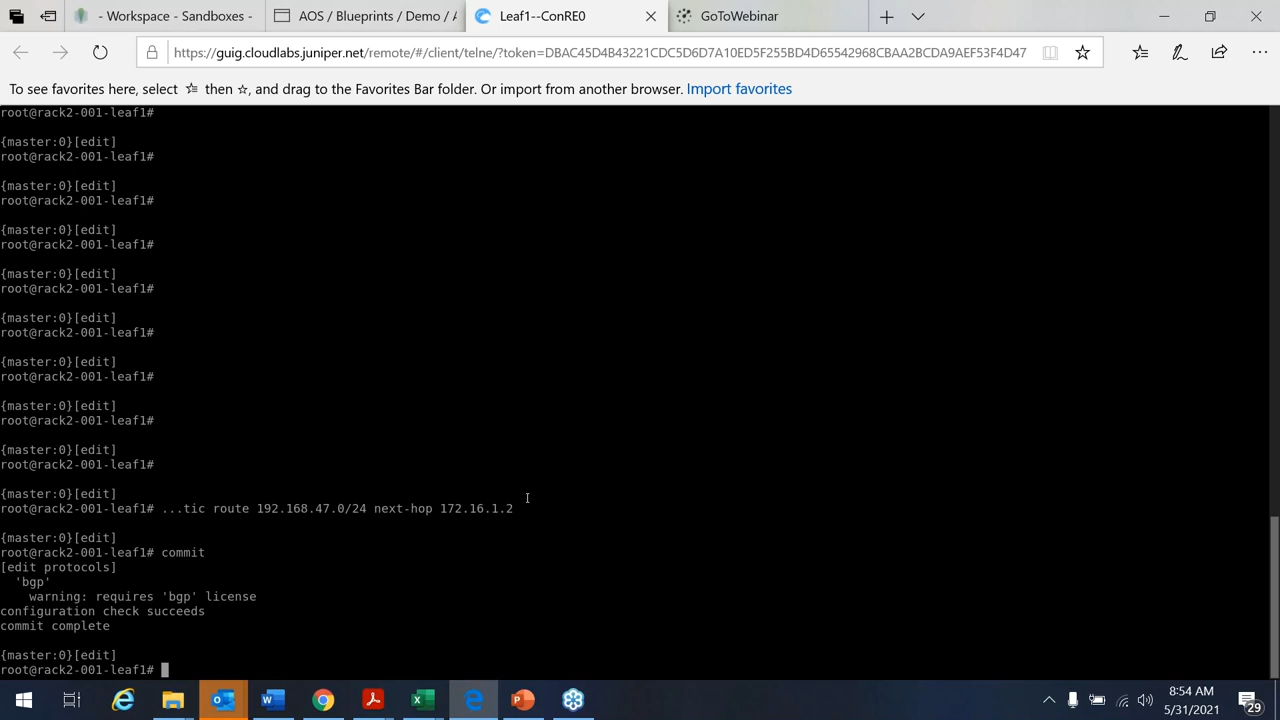 - Workspace - Sandboxes -
AOS / Blueprints / Demo / A
Leaf1--ConRE0
GoToWebinar
https://guig.cloudlabs.juniper.net/remote/#/client/telne/?token=DBAC45D4B43221CDC5D6D7A10ED5F255BD4D65542968CBAA2BCDA9AEF53F4D47
To see favorites here, select ☆ then ☆, and drag to the Favorites Bar folder. Or import from another browser. Import favorites
root@rack2-001-leaf1#
{master:0}[edit]
root@rack2-001-leaf1#
{master:0}[edit]
root@rack2-001-leaf1#
{master:0}[edit]
root@rack2-001-leaf1#
{master:0}[edit]
root@rack2-001-leaf1#
{master:0}[edit]
root@rack2-001-leaf1#
{master:0}[edit]
root@rack2-001-leaf1#
{master:0}[edit]
root@rack2-001-leaf1#
{master:0}[edit]
root@rack2-001-leaf1#
{master:0}[edit]
root@rack2-001-leaf1# ...tic route 192.168.47.0/24 next-hop 172.16.1.2
{master:0}[edit]
root@rack2-001-leaf1# commit
[edit protocols]
'bgp'
warning: requires 'bgp' license
configuration check succeeds
commit complete
{master:0}[edit]
root@rack2-001-leaf1#
8:54 AM
5/31/2021
29